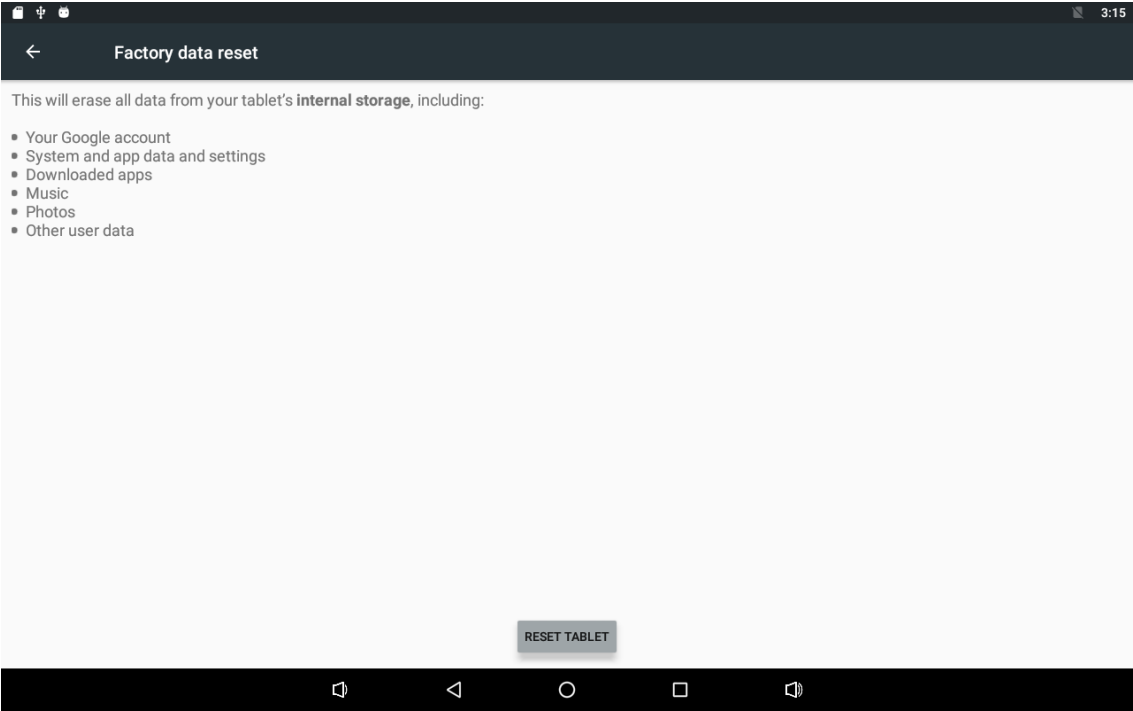 3:15
Factory data reset
This will erase all data from your tablet’s internal storage, including:
• Your Google account
• System and app data and settings
• Downloaded apps
• Music
• Photos
• Other user data
RESET TABLET